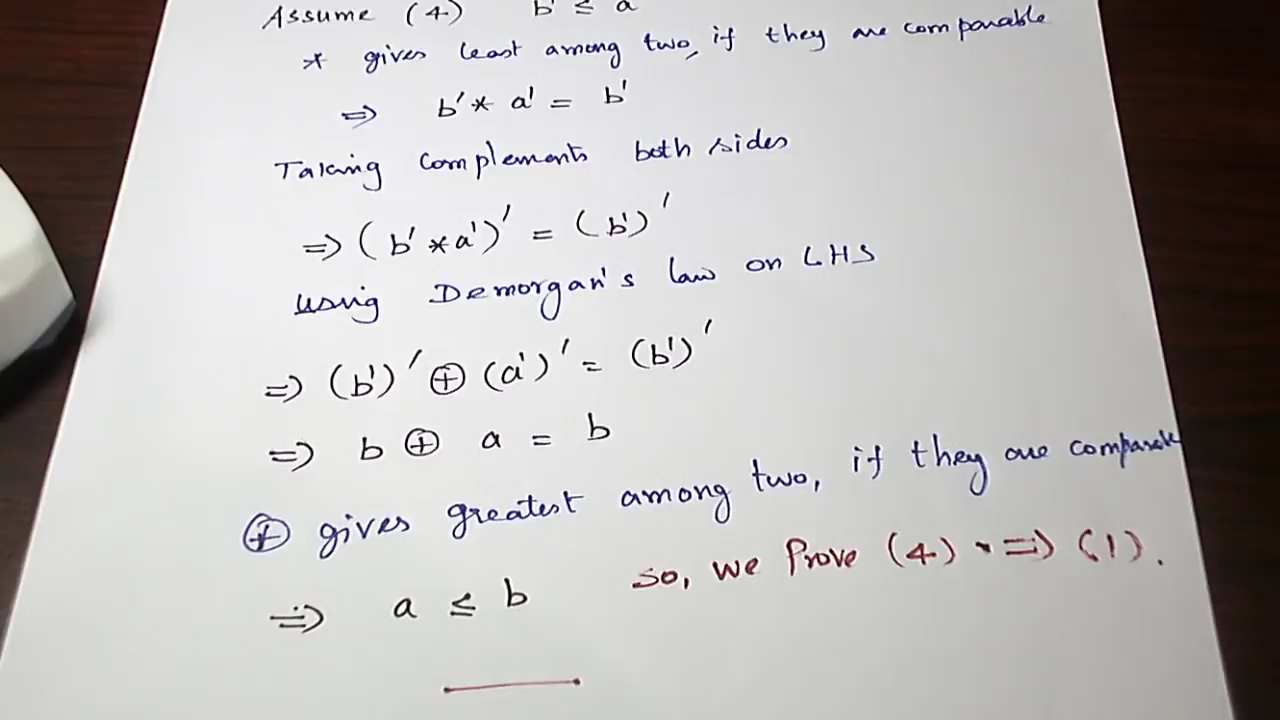 Assume (4) b' ≤ a
* gives least among two, if they are comparable
=> b' * a' = b'
Taking complements both sides
=> (b' * a')' = (b')'
using Demorgan's law on LHS
=> (b')' ⊕ (a')' = (b')'
=> b ⊕ a = b
⊕ gives greatest among two, if they are comparable
=> a ≤ b so, we Prove (4) => (1).